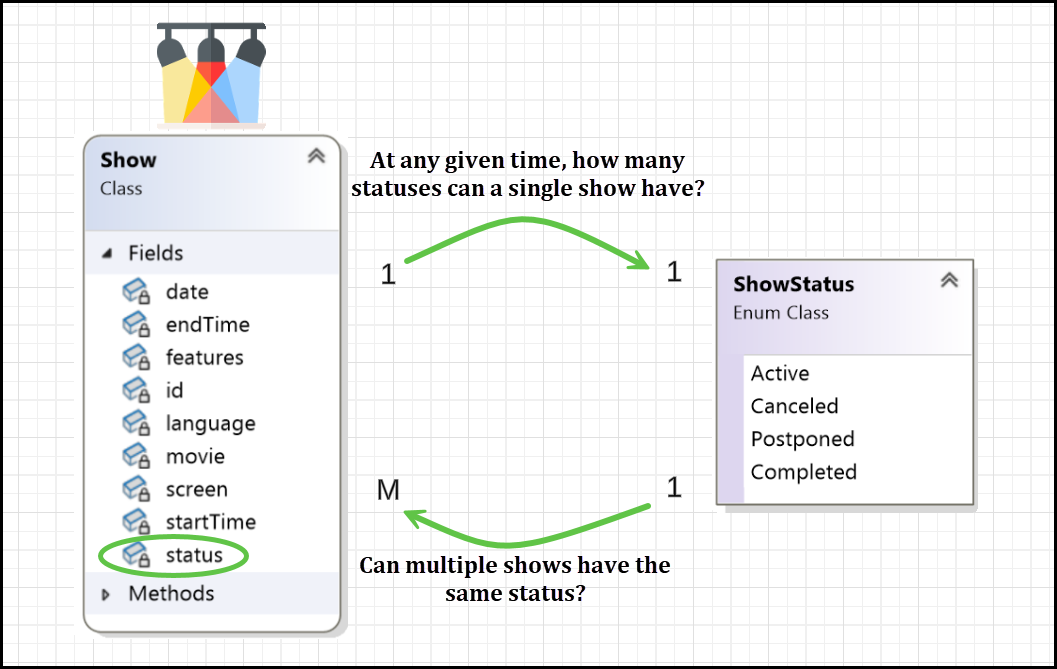 Show
Class
Fields
date
endTime
features
id
language
movie
screen
startTime
status
Methods
At any given time, how many
statuses can a single show have?
1
1
M
1
Can multiple shows have the
same status?
ShowStatus
Enum Class
Active
Canceled
Postponed
Completed